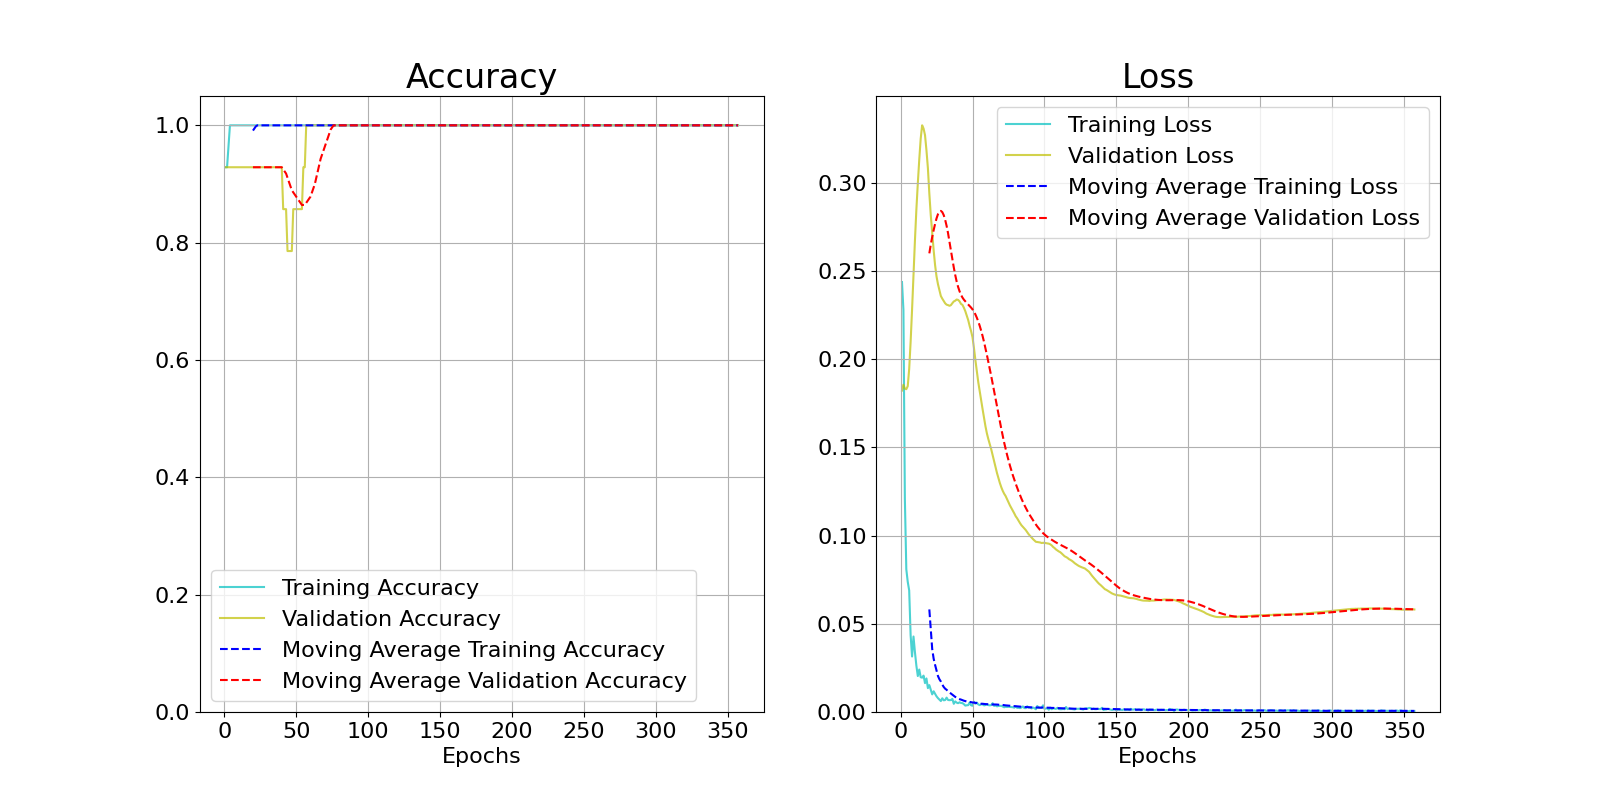 Accuracy
1.0
0.8
0.6
0.4
0.2
0.0
Training Accuracy
Validation Accuracy
Moving Average Training Accuracy
Moving Average Validation Accuracy
0 50 100 150 200 250 300 350
Epochs
Loss
0.30
0.25
0.20
0.15
0.10
0.05
0.00
Training Loss
Validation Loss
Moving Average Training Loss
Moving Average Validation Loss
0 50 100 150 200 250 300 350
Epochs